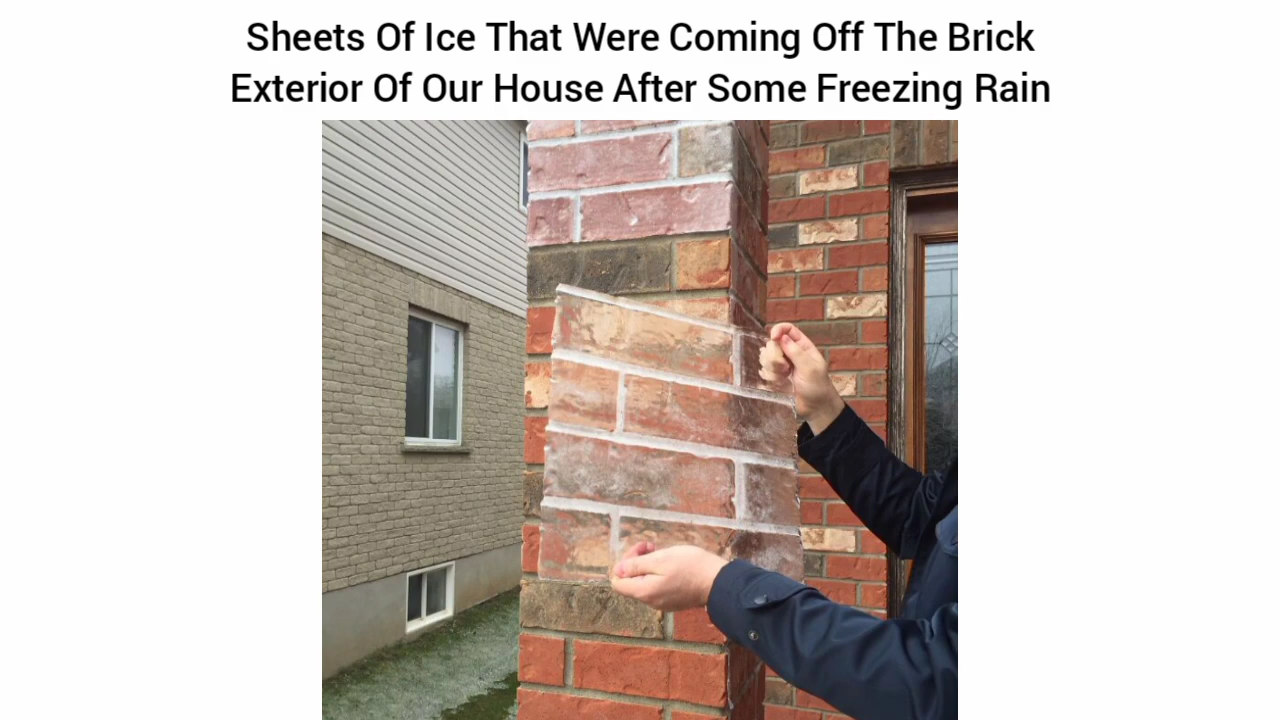 Sheets Of Ice That Were Coming Off The Brick
Exterior Of Our House After Some Freezing Rain